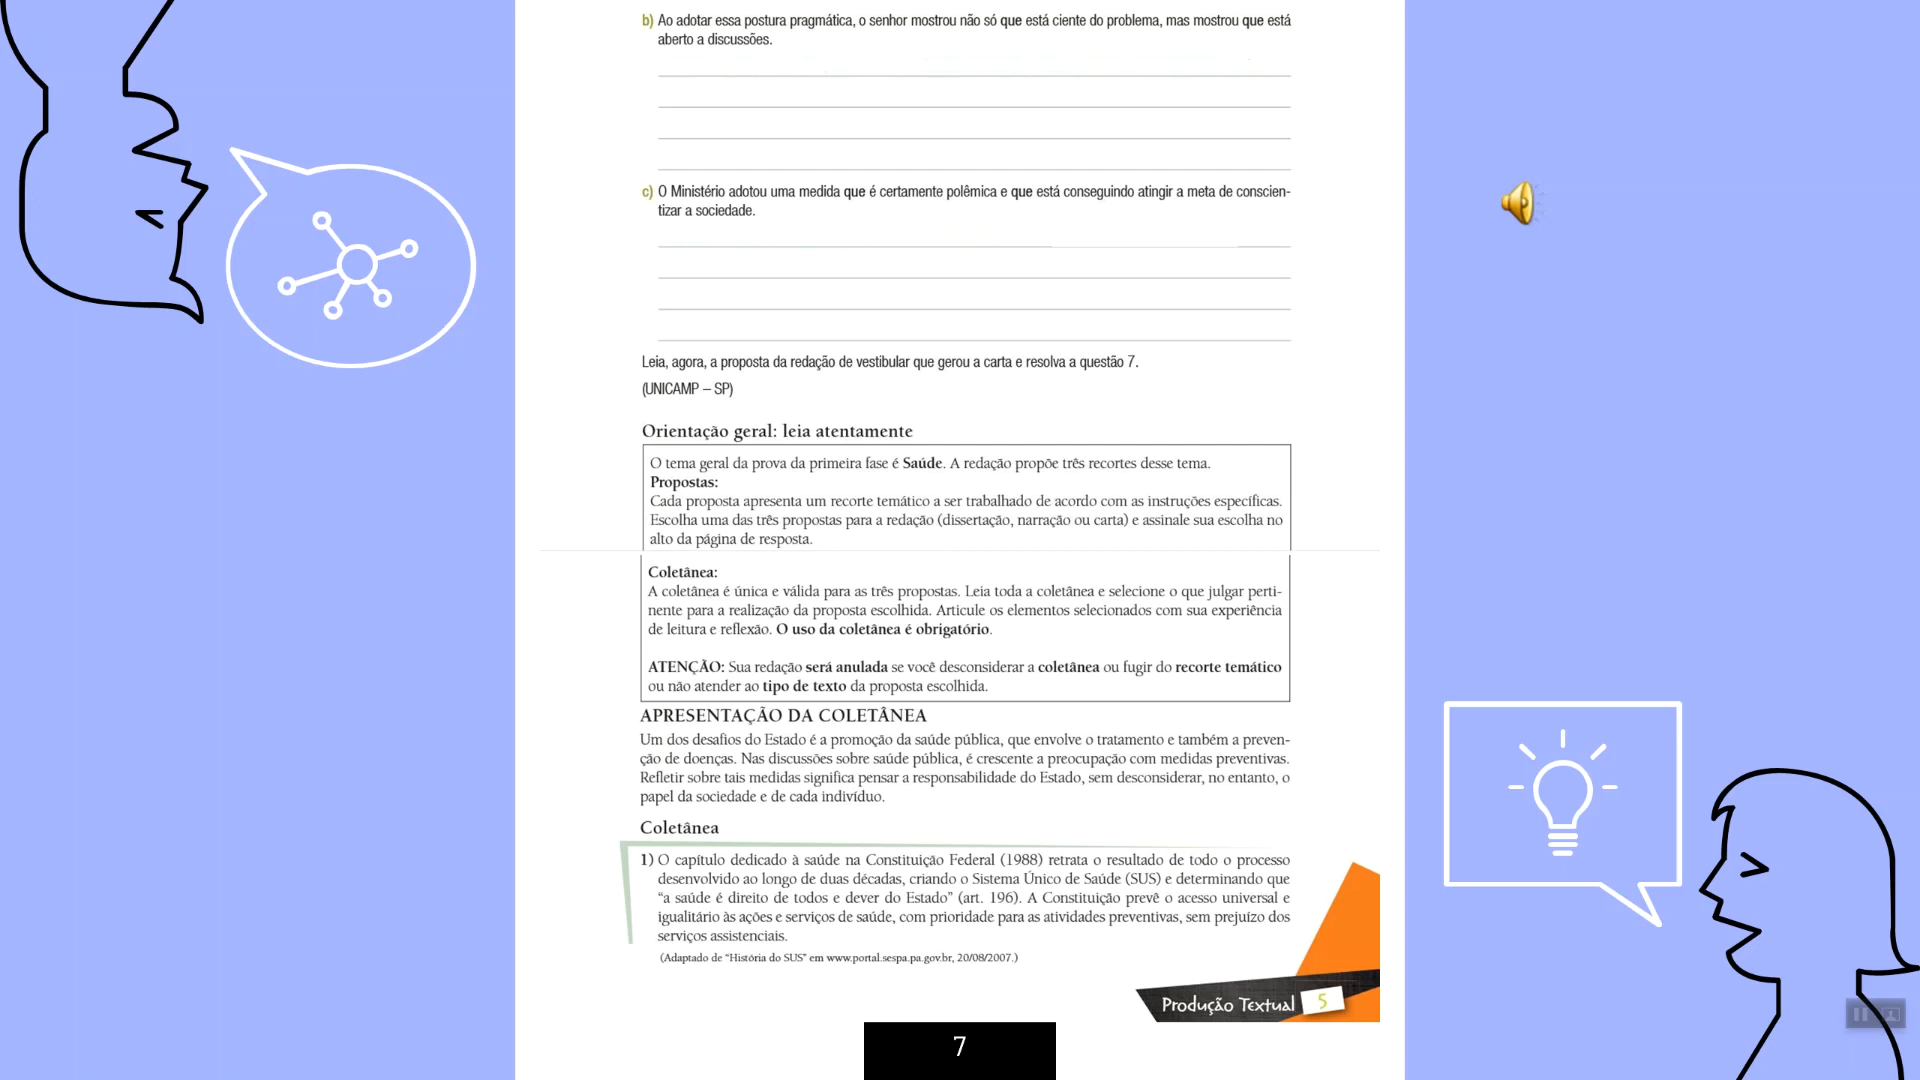 b) Ao adotar essa postura pragmática, o senhor mostrou não só que está ciente do problema, mas mostrou que está
aberto a discussões.
c) O Ministério adotou uma medida que é certamente polêmica e que está conseguindo atingir a meta de conscien-
tizar a sociedade.
Leia, agora, a proposta da redação de vestibular que gerou a carta e resolva a questão 7.
(UNICAMP – SP)
Orientação geral: leia atentamente
O tema geral da prova da primeira fase é Saúde. A redação propõe três recortes desse tema.
Propostas:
Cada proposta apresenta um recorte temático a ser trabalhado de acordo com as instruções específicas.
Escolha uma das três propostas para a redação (dissertação, narração ou carta) e assinale sua escolha no
alto da página de resposta.
Coletânea:
A coletânea é única e válida para as três propostas. Leia toda a coletânea e selecione o que julgar perti-
nente para a realização da proposta escolhida. Articule os elementos selecionados com sua experiência
de leitura e reflexão. O uso da coletânea é obrigatório.
ATENÇÃO: Sua redação será anulada se você desconsiderar a coletânea ou fugir do recorte temático
ou não atender ao tipo de texto da proposta escolhida.
APRESENTAÇÃO DA COLETÂNEA
Um dos desafios do Estado é a promoção da saúde pública, que envolve o tratamento e também a preven-
ção de doenças. Nas discussões sobre saúde pública, é crescente a preocupação com medidas preventivas.
Refletir sobre tais medidas significa pensar a responsabilidade do Estado, sem desconsiderar, no entanto, o
papel da sociedade e de cada indivíduo.
Coletânea
1) O capítulo dedicado à saúde na Constituição Federal (1988) retrata o resultado de todo o processo
desenvolvido ao longo de duas décadas, criando o Sistema Único de Saúde (SUS) e determinando que
“a saúde é direito de todos e dever do Estado” (art. 196). A Constituição prevê o acesso universal e
igualitário às ações e serviços de saúde, com prioridade para as atividades preventivas, sem prejuízo dos
serviços assistenciais.
(Adaptado de “História do SUS” em www.portal.sespa.pa.gov.br, 20/08/2007.)
Produção Textual 5
7